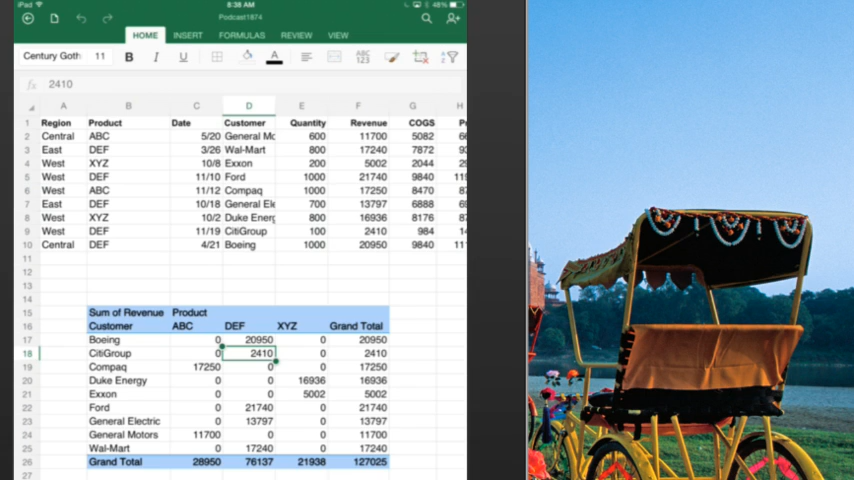 iPad 8:38 AM 48%
Podcast1874
HOME INSERT FORMULAS REVIEW VIEW
Century Goth 11 B I U A ABC 123
fx 2410
A B C D E F G H
1 Region Product Date Customer Quantity Revenue COGS
2 Central ABC 5/20 General Mo 600 11700 5082
3 East DEF 3/26 Wal-Mart 800 17240 7872
4 West XYZ 10/8 Exxon 200 5002 2044
5 West DEF 11/10 Ford 1000 21740 9840
6 West ABC 11/12 Compaq 1000 17250 8470
7 East DEF 10/18 General Ele 700 13797 6888
8 West XYZ 10/2 Duke Energ 800 16936 8176
9 West DEF 11/19 CitiGroup 100 2410 984
10 Central DEF 4/21 Boeing 1000 20950 9840
11
12
13
14
15 Sum of Revenue Product
16 Customer ABC DEF XYZ Grand Total
17 Boeing 0 20950 0 20950
18 CitiGroup 0 2410 0 2410
19 Compaq 17250 0 0 17250
20 Duke Energy 0 0 16936 16936
21 Exxon 0 0 5002 5002
22 Ford 0 21740 0 21740
23 General Electric 0 13797 0 13797
24 General Motors 11700 0 0 11700
25 Wal-Mart 0 17240 0 17240
26 Grand Total 28950 76137 21938 127025
27